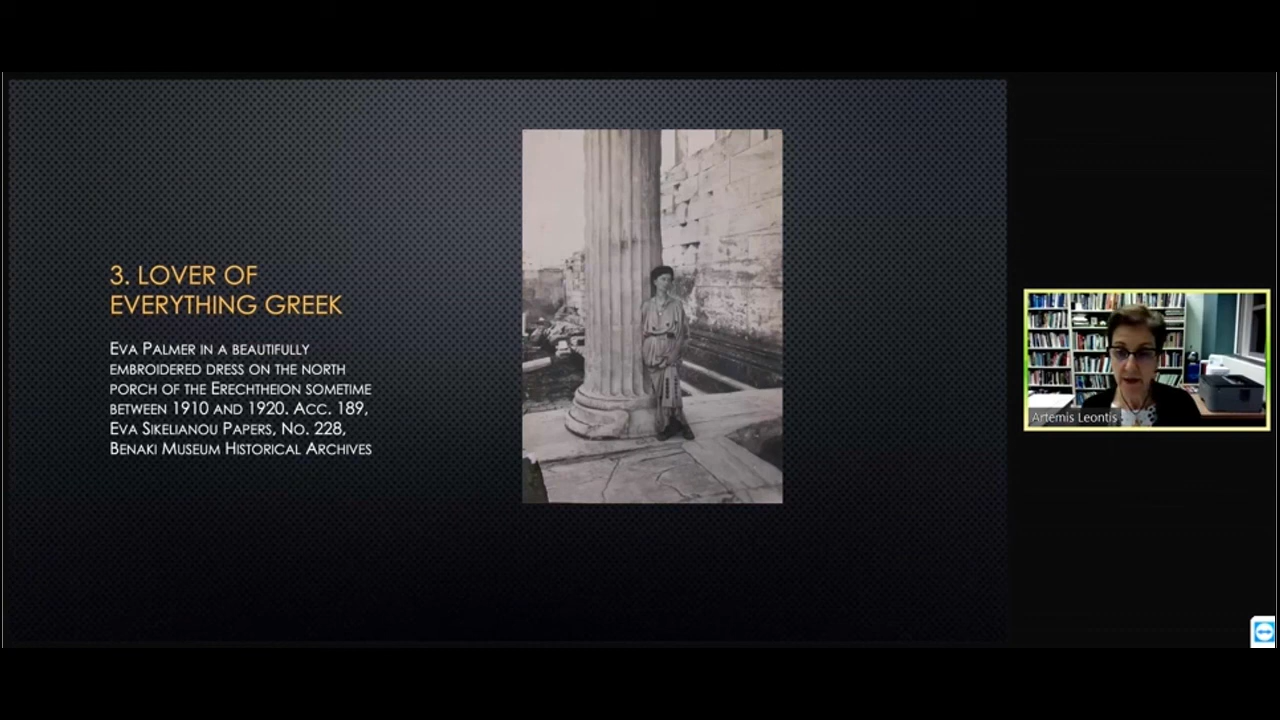 3. LOVER OF
EVERYTHING GREEK
EVA PALMER IN A BEAUTIFULLY
EMBROIDERED DRESS ON THE NORTH
PORCH OF THE ERECHTHEION SOMETIME
BETWEEN 1910 AND 1920. ACC. 189,
EVA SIKELIANOU PAPERS, NO. 228,
BENAKI MUSEUM HISTORICAL ARCHIVES
Artemis Leontis